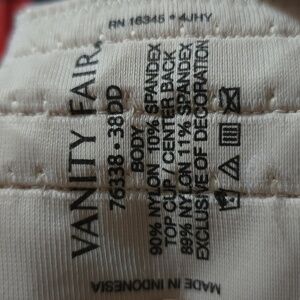 RN 16345 • 4JHY
VANITY FAIR.
76338 • 38DD
BODY
90% NYLON 10% SPANDEX
TOP CUP / CENTER BACK
89% NYLON 11% SPANDEX
EXCLUSIVE OF DECORATION
MADE IN INDONESIA